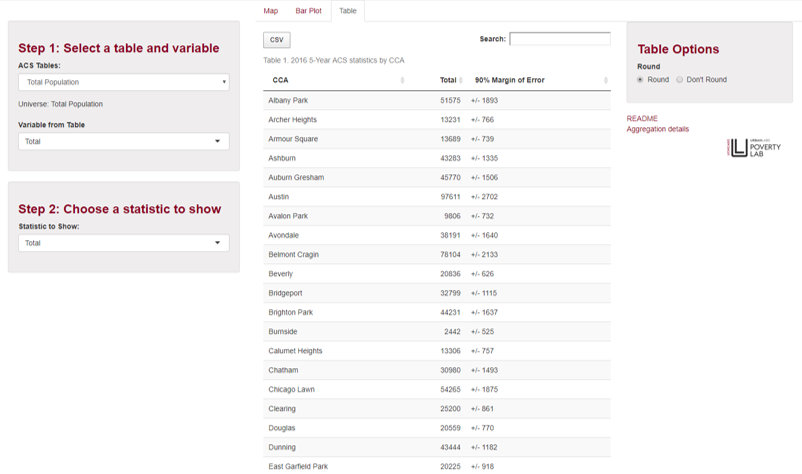 Map Bar Plot Table
Step 1: Select a table and variable
ACS Tables:
Total Population
Universe: Total Population
Variable from Table
Total
Step 2: Choose a statistic to show
Statistic to Show:
Total
CSV
Search:
Table 1. 2016 5-Year ACS statistics by CCA
CCA Total 90% Margin of Error
Albany Park 51575 +/- 1893
Archer Heights 13231 +/- 766
Armour Square 13689 +/- 739
Ashburn 43283 +/- 1335
Auburn Gresham 45770 +/- 1506
Austin 97611 +/- 2702
Avalon Park 9806 +/- 732
Avondale 38191 +/- 1640
Belmont Cragin 78104 +/- 2133
Beverly 20836 +/- 626
Bridgeport 32799 +/- 1115
Brighton Park 44231 +/- 1637
Burnside 2442 +/- 525
Calumet Heights 13306 +/- 757
Chatham 30980 +/- 1493
Chicago Lawn 54265 +/- 1875
Clearing 25200 +/- 861
Douglas 20559 +/- 770
Dunning 43444 +/- 1182
East Garfield Park 20225 +/- 918
Table Options
Round
Round Don't Round
README
Aggregation details
POVERTY
LAB